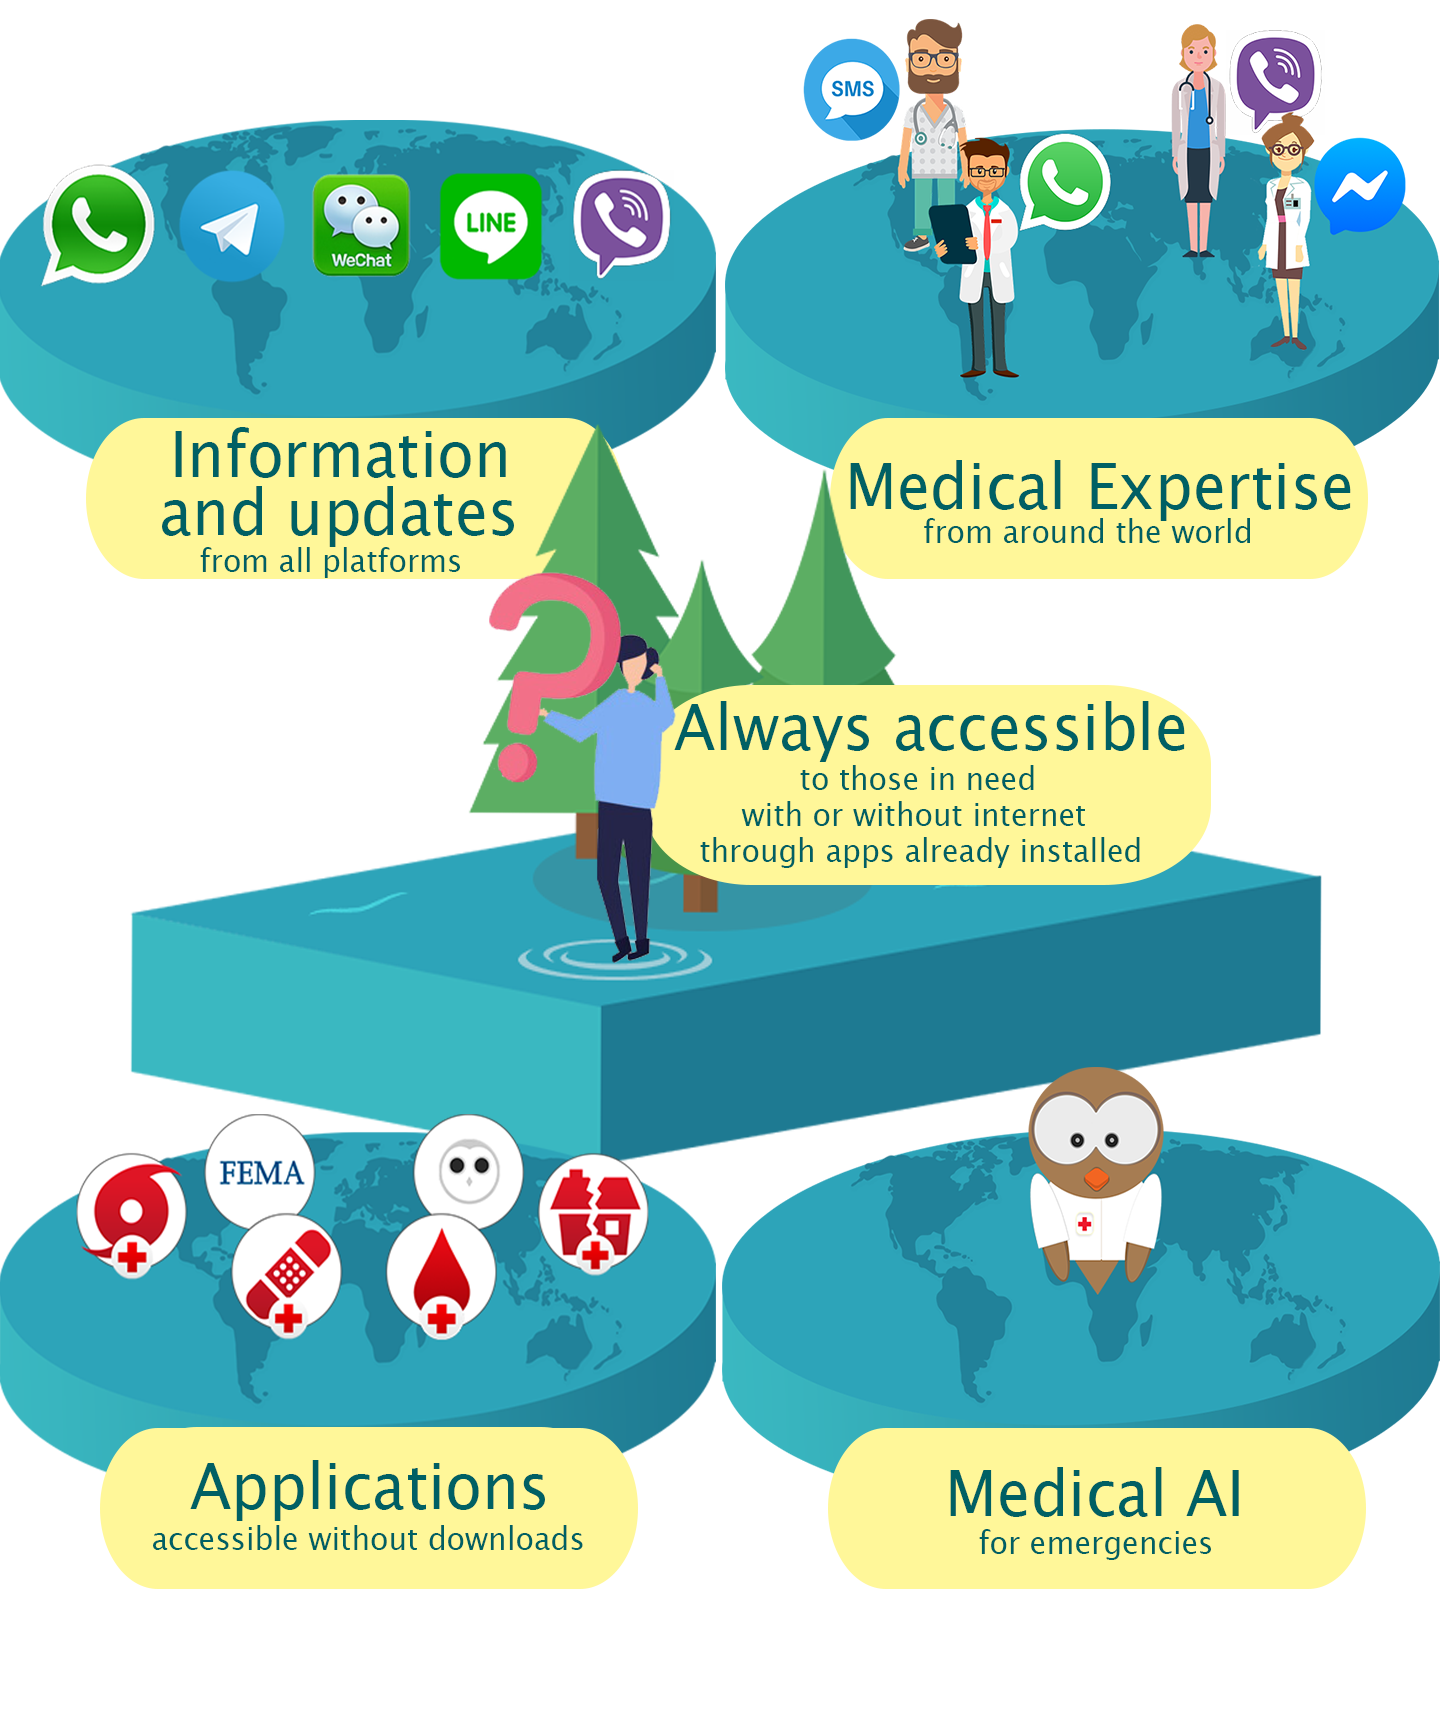 SMS
WeChat
LINE
Information
and updates
from all platforms
Medical Expertise
from around the world
Always accessible
to those in need
with or without internet
through apps already installed
FEMA
Applications
accessible without downloads
Medical AI
for emergencies